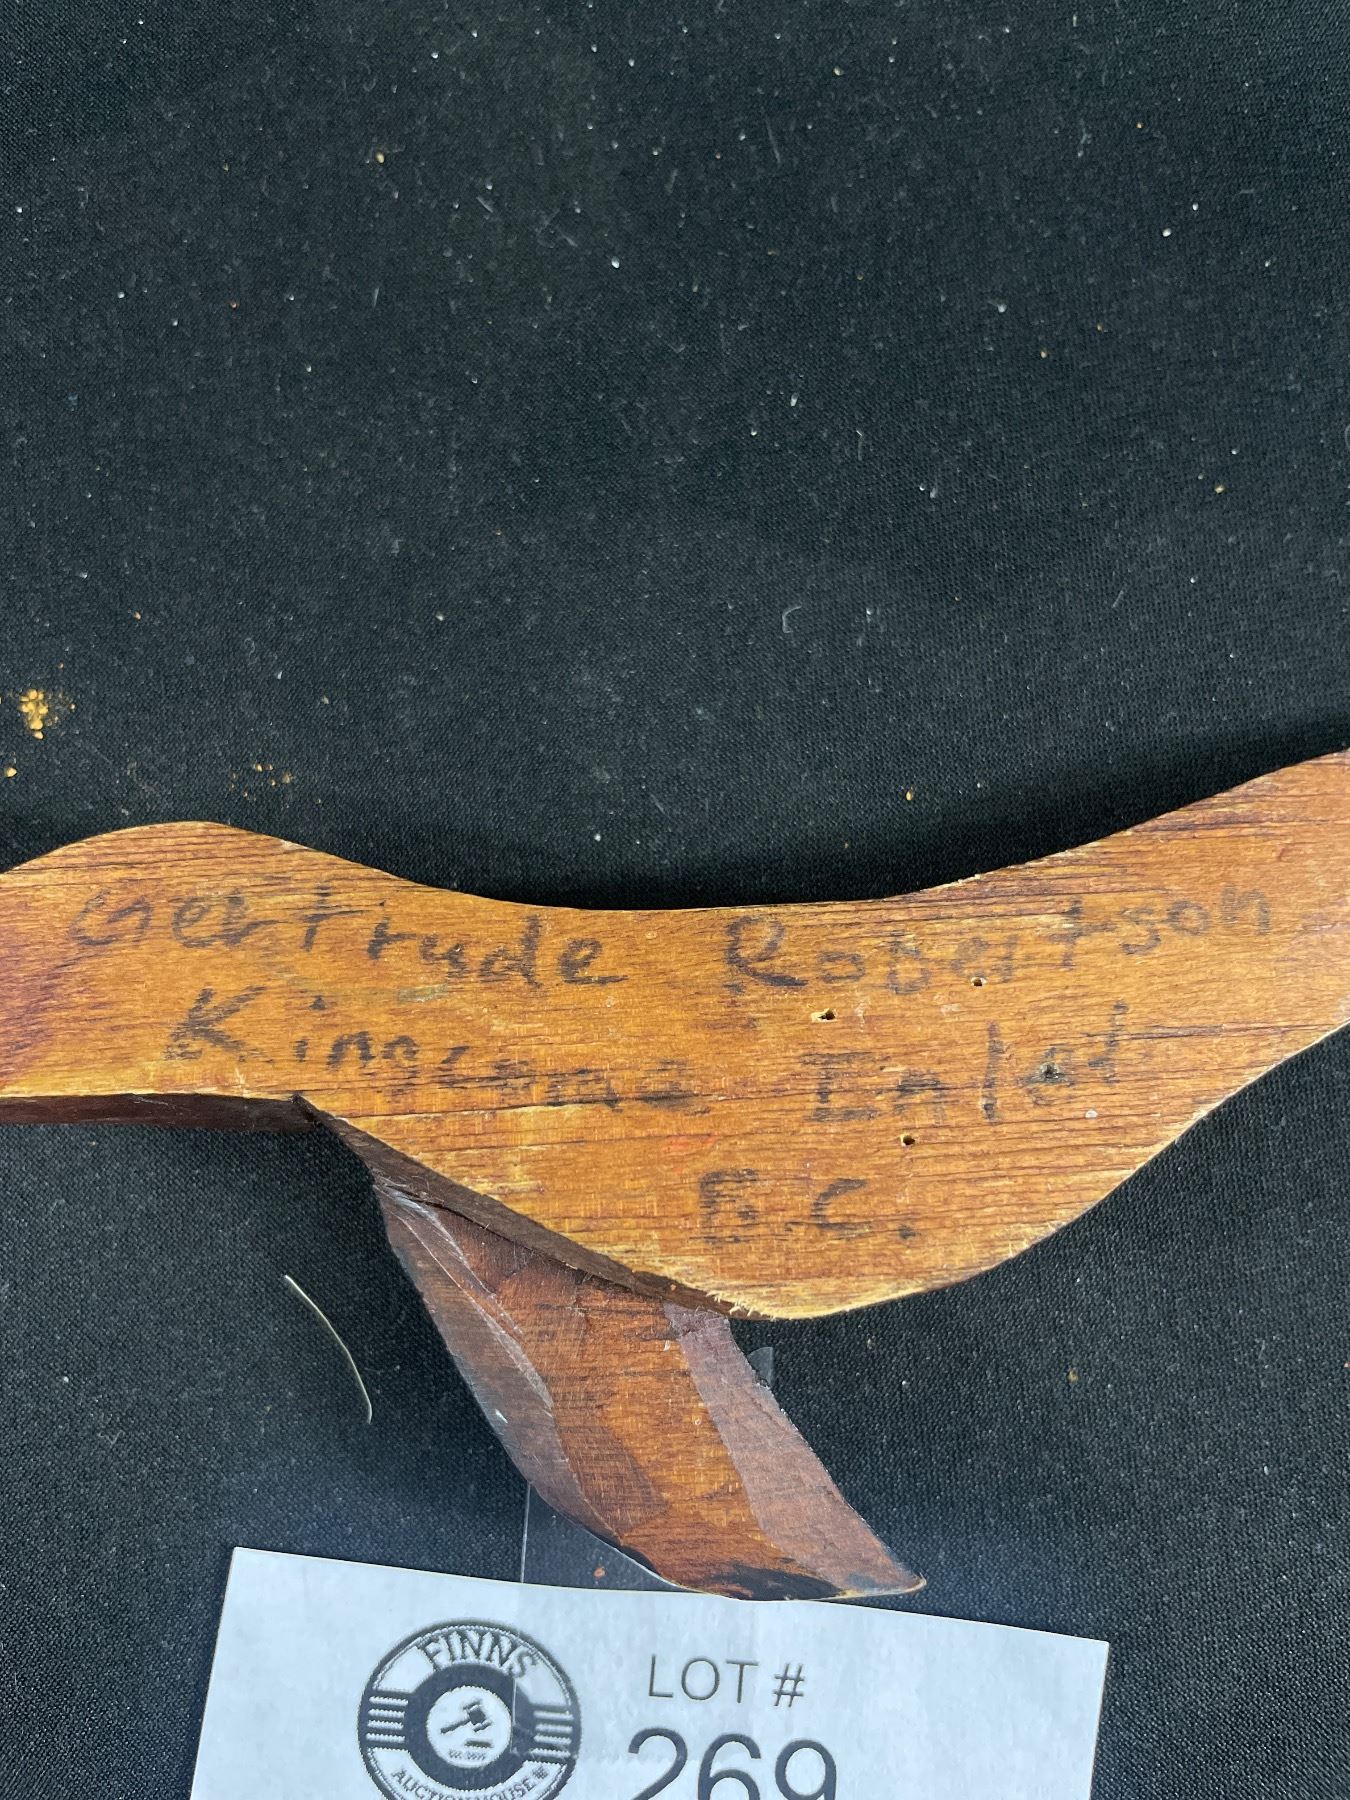 Gertrude Robertson
Kingcome Inlet
B.C.
FINNS
AUCTION HOUSE
LOT #
269